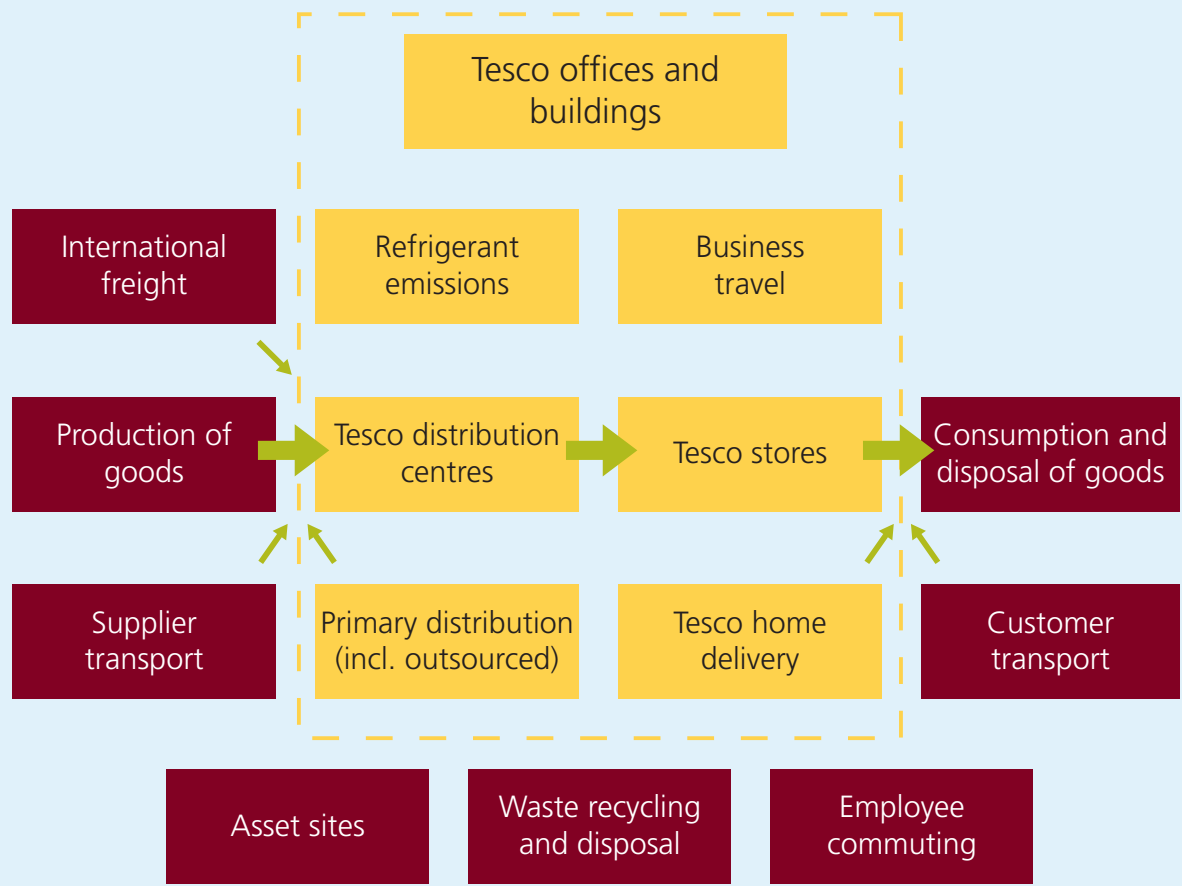 Tesco offices and
buildings
International
freight
Refrigerant
emissions
Business
travel
Production of
goods
Tesco distribution
centres
Tesco stores
Consumption and
disposal of goods
Supplier
transport
Primary distribution
(incl. outsourced)
Tesco home
delivery
Customer
transport
Asset sites
Waste recycling
and disposal
Employee
commuting